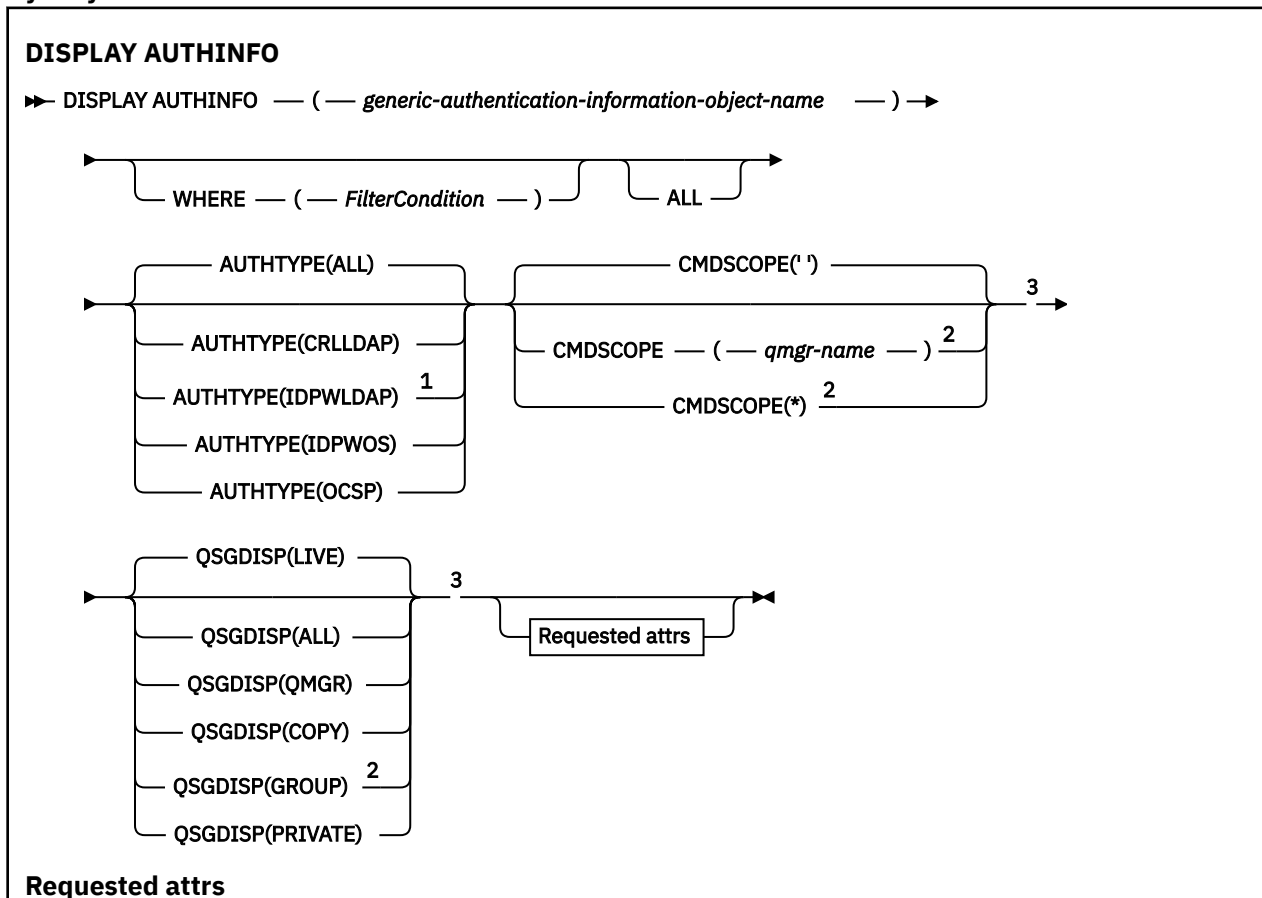 DISPLAY AUTHINFO
DISPLAY AUTHINFO ( generic-authentication-information-object-name )
WHERE ( FilterCondition ) ALL
AUTHTYPE(ALL)
AUTHTYPE(CRLLDAP)
AUTHTYPE(IDPWLDAP) 1
AUTHTYPE(IDPWOS)
AUTHTYPE(OCSP)
CMDSCOPE(' ')
CMDSCOPE ( qmgr-name ) 2
CMDSCOPE(*) 2
3
QSGDISP(LIVE)
QSGDISP(ALL)
QSGDISP(QMGR)
QSGDISP(COPY)
QSGDISP(GROUP) 2
QSGDISP(PRIVATE)
3
Requested attrs
Requested attrs